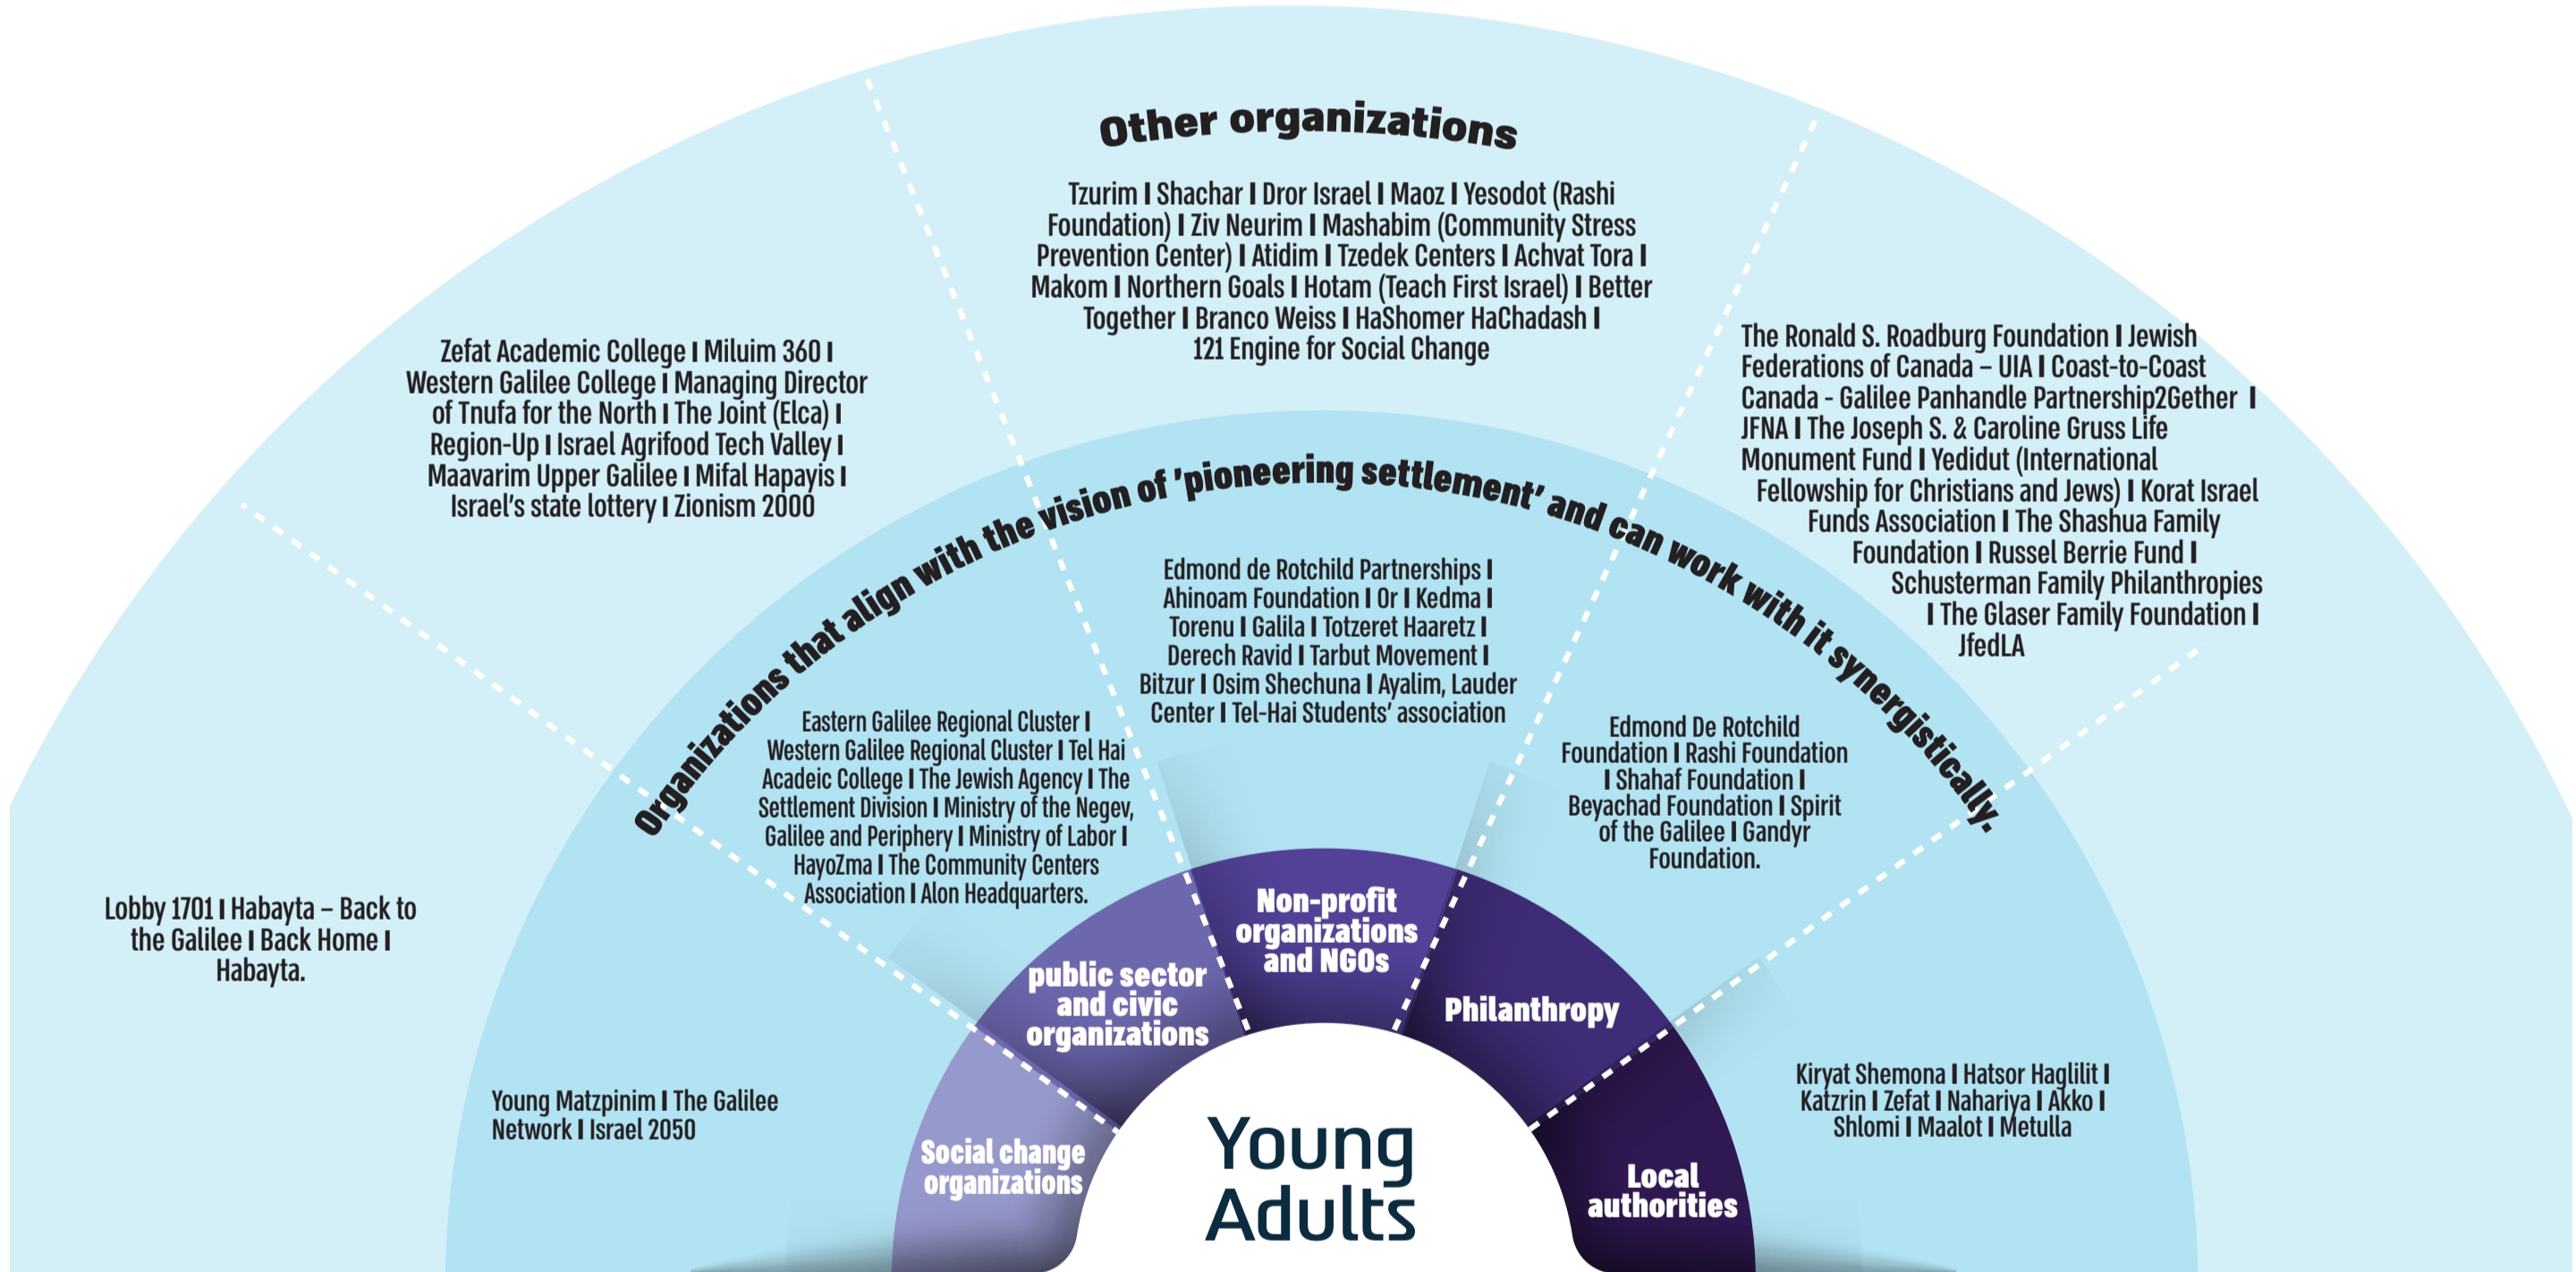 Other organizations
Tzurim I Shachar I Dror Israel I Maoz I Yesodot (Rashi
Foundation) I Ziv Neurim I Mashabim (Community Stress
Prevention Center) I Atidim I Tzedek Centers I Achvat Tora I
Makom I Northern Goals I Hotam (Teach First Israel) I Better
Together I Branco Weiss I HaShomer HaChadash I
121 Engine for Social Change
Zefat Academic College I Miluim 360 I
Western Galilee College I Managing Director
of Tnufa for the North I The Joint (Elca) I
Region-Up I Israel Agrifood Tech Valley I
Maavarim Upper Galilee I Mifal Hapayis I
Israel's state lottery I Zionism 2000
The Ronald S. Roadburg Foundation I Jewish
Federations of Canada – UIA I Coast-to-Coast
Canada - Galilee Panhandle Partnership2Gether I
JFNA I The Joseph S. & Caroline Gruss Life
Monument Fund I Yedidut (International
Fellowship for Christians and Jews) I Korat Israel
Funds Association I The Shashua Family
Foundation I Russel Berrie Fund I
Schusterman Family Philanthropies
I The Glaser Family Foundation I
JfedLA
Lobby 1701 I Habayta – Back to
the Galilee I Back Home I
Habayta.
Organizations that align with the vision of 'pioneering settlement' and can work with it synergistically.
Eastern Galilee Regional Cluster I
Western Galilee Regional Cluster I Tel Hai
Acadeic College I The Jewish Agency I The
Settlement Division I Ministry of the Negev,
Galilee and Periphery I Ministry of Labor I
HayoZma I The Community Centers
Association I Alon Headquarters.
Edmond de Rotchild Partnerships I
Ahinoam Foundation I Or I Kedma I
Torenu I Galila I Totzeret Haaretz I
Derech Ravid I Tarbut Movement I
Bitzur I Osim Shechuna I Ayalim, Lauder
Center I Tel-Hai Students' association
Edmond De Rotchild
Foundation I Rashi Foundation
I Shahaf Foundation I
Beyachad Foundation I Spirit
of the Galilee I Gandyr
Foundation.
Young Matzpinim I The Galilee
Network I Israel 2050
Kiryat Shemona I Hatsor Haglilit I
Katzrin I Zefat I Nahariya I Akko I
Shlomi I Maalot I Metulla
Social change
organizations
public sector
and civic
organizations
Non-profit
organizations
and NGOs
Philanthropy
Local
authorities
Young
Adults